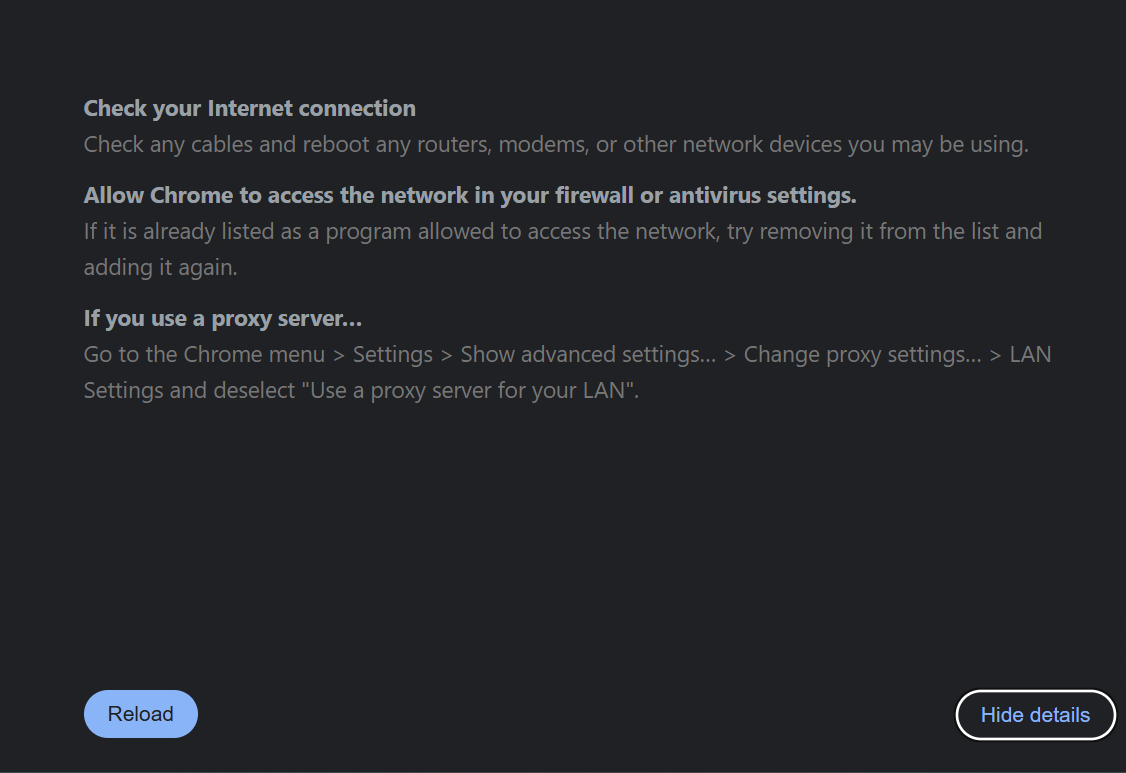 Check your Internet connection
Check any cables and reboot any routers, modems, or other network devices you may be using.
Allow Chrome to access the network in your firewall or antivirus settings.
If it is already listed as a program allowed to access the network, try removing it from the list and
adding it again.
If you use a proxy server…
Go to the Chrome menu > Settings > Show advanced settings… > Change proxy settings… > LAN
Settings and deselect "Use a proxy server for your LAN".
Reload
Hide details